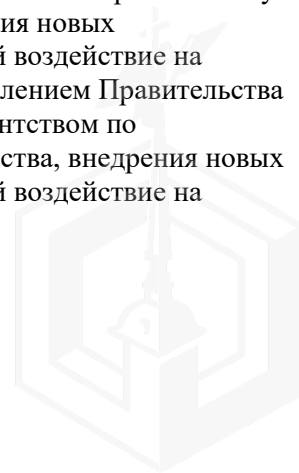 ия новых
й воздействие на
лением Правительства
нтством по
ства, внедрения новых
й воздействие на